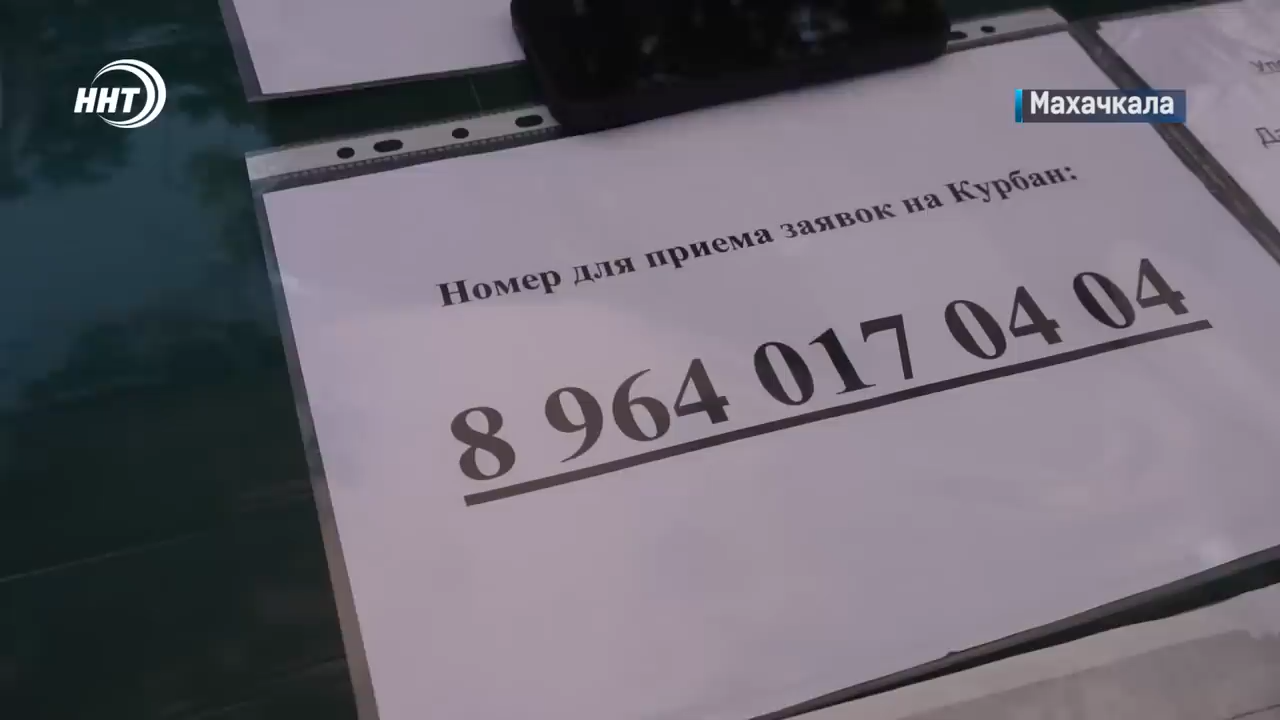 ННТ
Махачкала
Номер для приема заявок на Курбан:
8 964 017 04 04